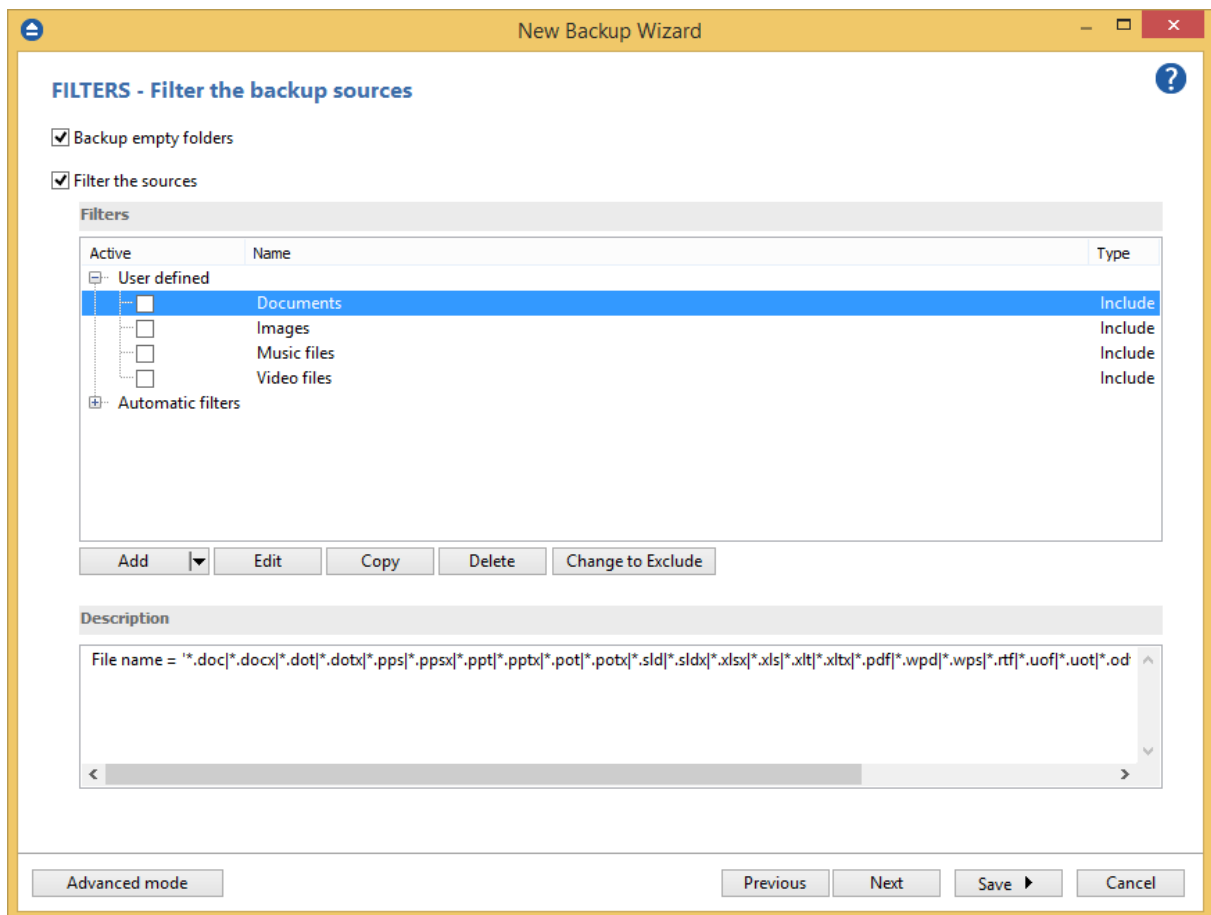 New Backup Wizard
FILTERS - Filter the backup sources
?
Backup empty folders
Filter the sources
Filters
Active Name Type
User defined
Documents Include
Images Include
Music files Include
Video files Include
Automatic filters
Add Edit Copy Delete Change to Exclude
Description
File name = '*.doc|*.docx|*.dot|*.dotx|*.pps|*.ppsx|*.ppt|*.pptx|*.pot|*.potx|*.sld|*.sldx|*.xlsx|*.xls|*.xlt|*.xltx|*.pdf|*.wpd|*.wps|*.rtf|*.uof|*.uot|*.od
Advanced mode Previous Next Save Cancel